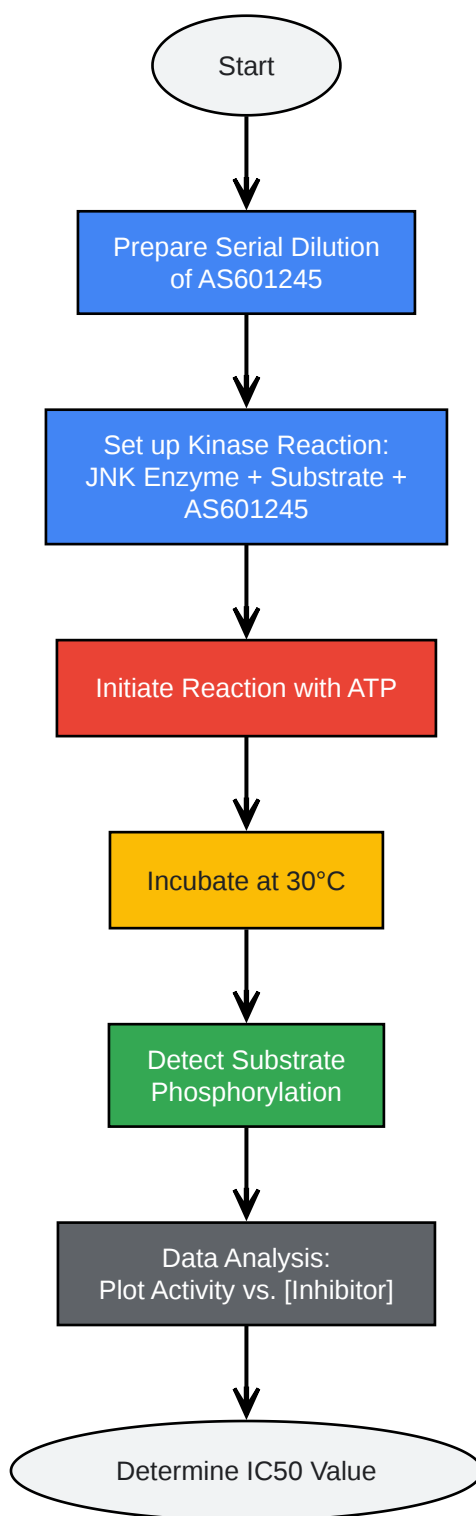 Start
Prepare Serial Dilution
of AS601245
Set up Kinase Reaction:
JNK Enzyme + Substrate +
AS601245
Initiate Reaction with ATP
Incubate at 30°C
Detect Substrate
Phosphorylation
Data Analysis:
Plot Activity vs. [Inhibitor]
Determine IC50 Value